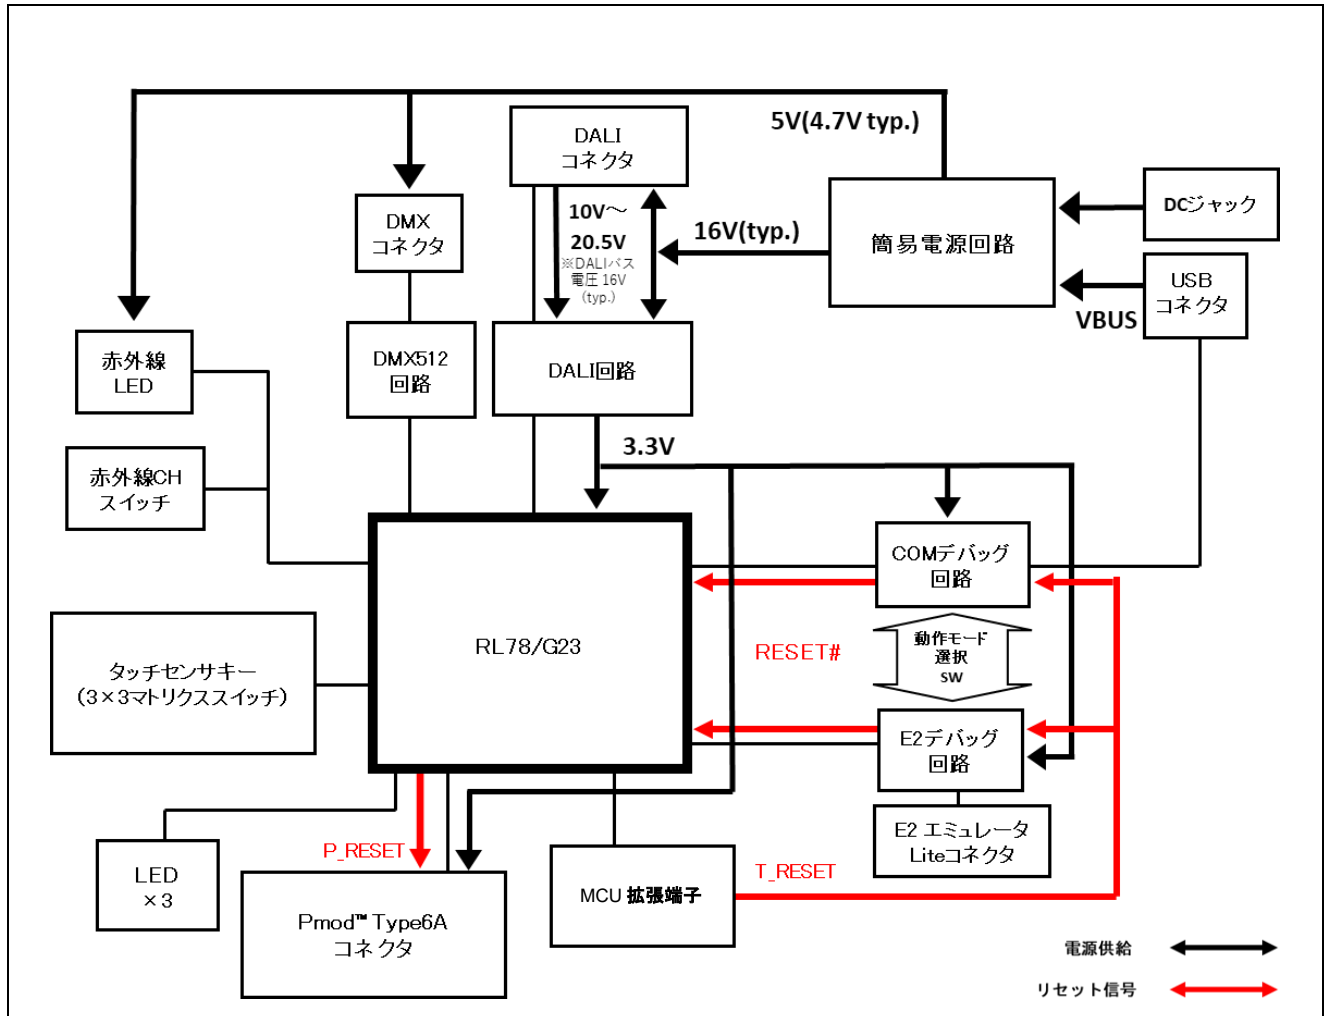 5V(4.7V typ.)
DALI
コネクタ
DCジャック
DMX
コネクタ
10V～
20.5V
※DALIバス
電圧 16V
(typ.)
16V(typ.)
簡易電源回路
USB
コネクタ
VBUS
赤外線
LED
DMX512
回路
DALI回路
3.3V
赤外線CH
スイッチ
COMデバッグ
回路
RL78/G23
RESET#
動作モード
選択
SW
タッチセンサキー
(3×3マトリクススイッチ)
E2デバッグ
回路
E2 エミュレータ
Liteコネクタ
P_RESET
T_RESET
LED
×3
MCU 拡張端子
Pmod™ Type6A
コネクタ
電源供給
リセット信号